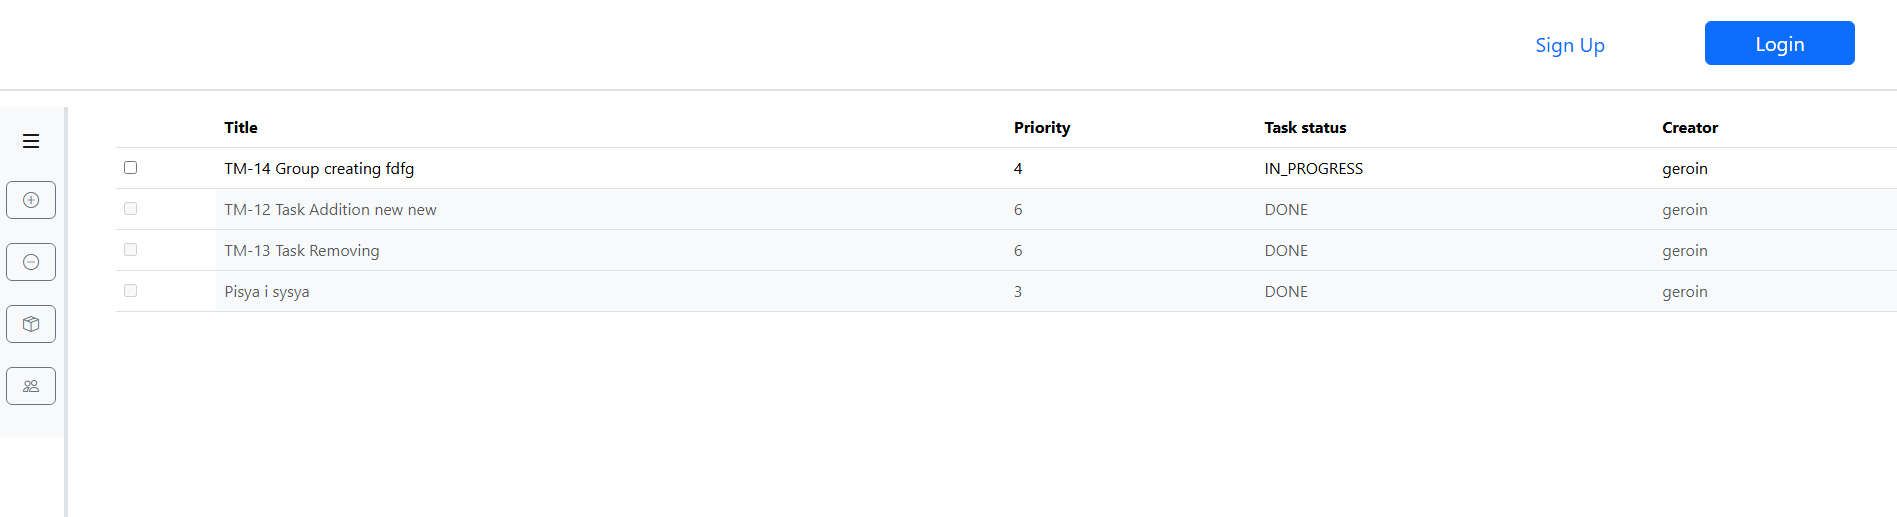 Sign Up Login
Title Priority Task status Creator
TM-14 Group creating fdfg 4 IN_PROGRESS geroin
TM-12 Task Addition new new 6 DONE geroin
TM-13 Task Removing 6 DONE geroin
Pisya i sysya 3 DONE geroin